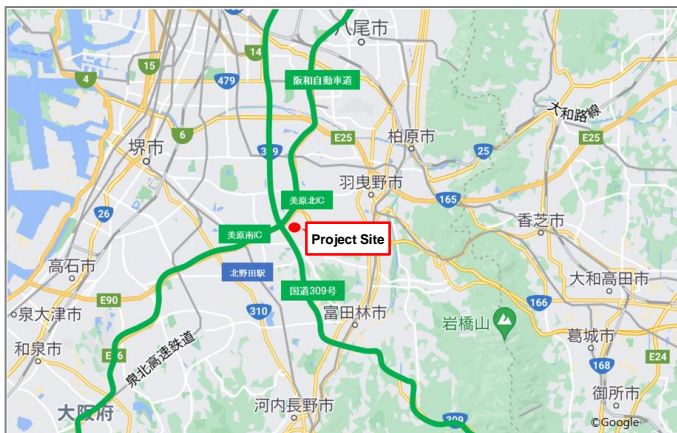 八尾市
14
4
15
479
阪和自動車道
大和路線
6
309
E25
柏原市
E25
堺市
25
羽曳野市
美原北IC
165
26
香芝市
美原南IC
Project Site
高石市
北野田駅
大和高田市
E90
国道309号
166
泉大津市
310
富田林市
岩橋山
葛城市
和泉市
E26
泉北高速鉄道
E24
168
御所市
大阪府
河内長野市
309
©Google